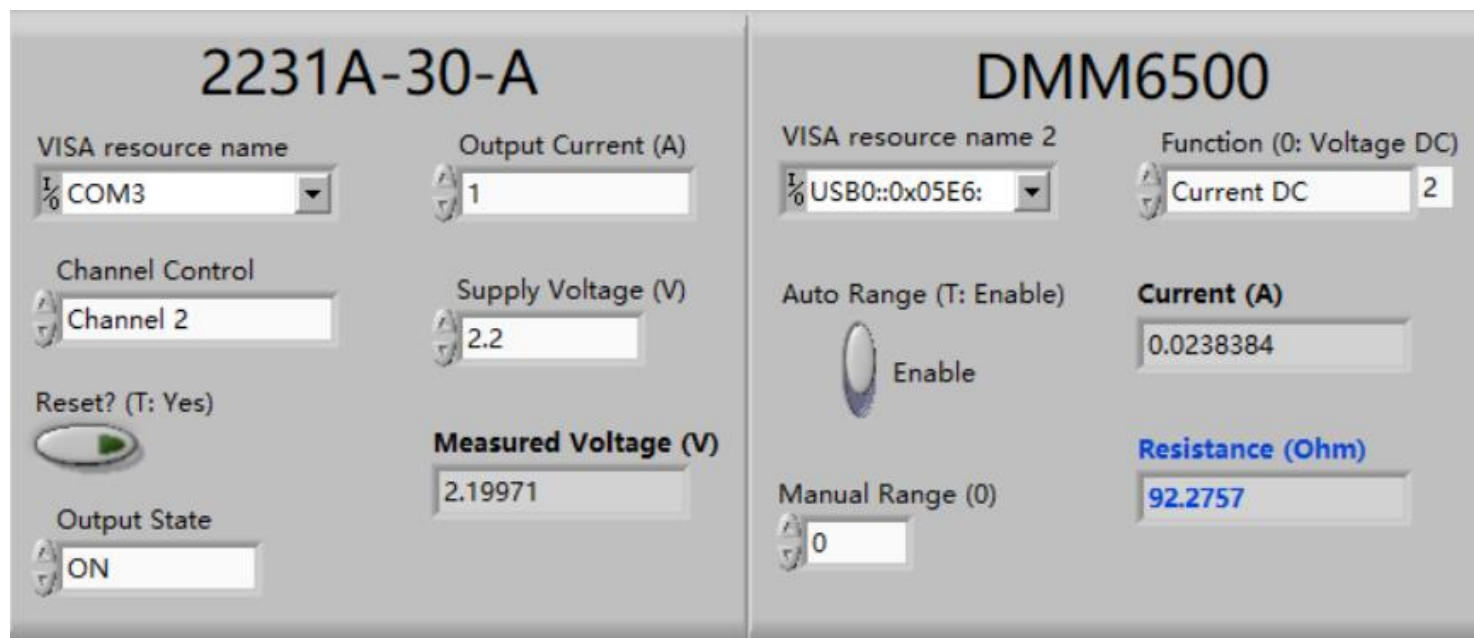 2231A-30-A
VISA resource name
I/O COM3
Output Current (A)
1
Channel Control
Channel 2
Supply Voltage (V)
2.2
Reset? (T: Yes)
Measured Voltage (V)
2.19971
Output State
ON
DMM6500
VISA resource name 2
I/O USB0::0x05E6:
Function (0: Voltage DC)
Current DC 2
Auto Range (T: Enable)
Enable
Current (A)
0.0238384
Manual Range (0)
0
Resistance (Ohm)
92.2757